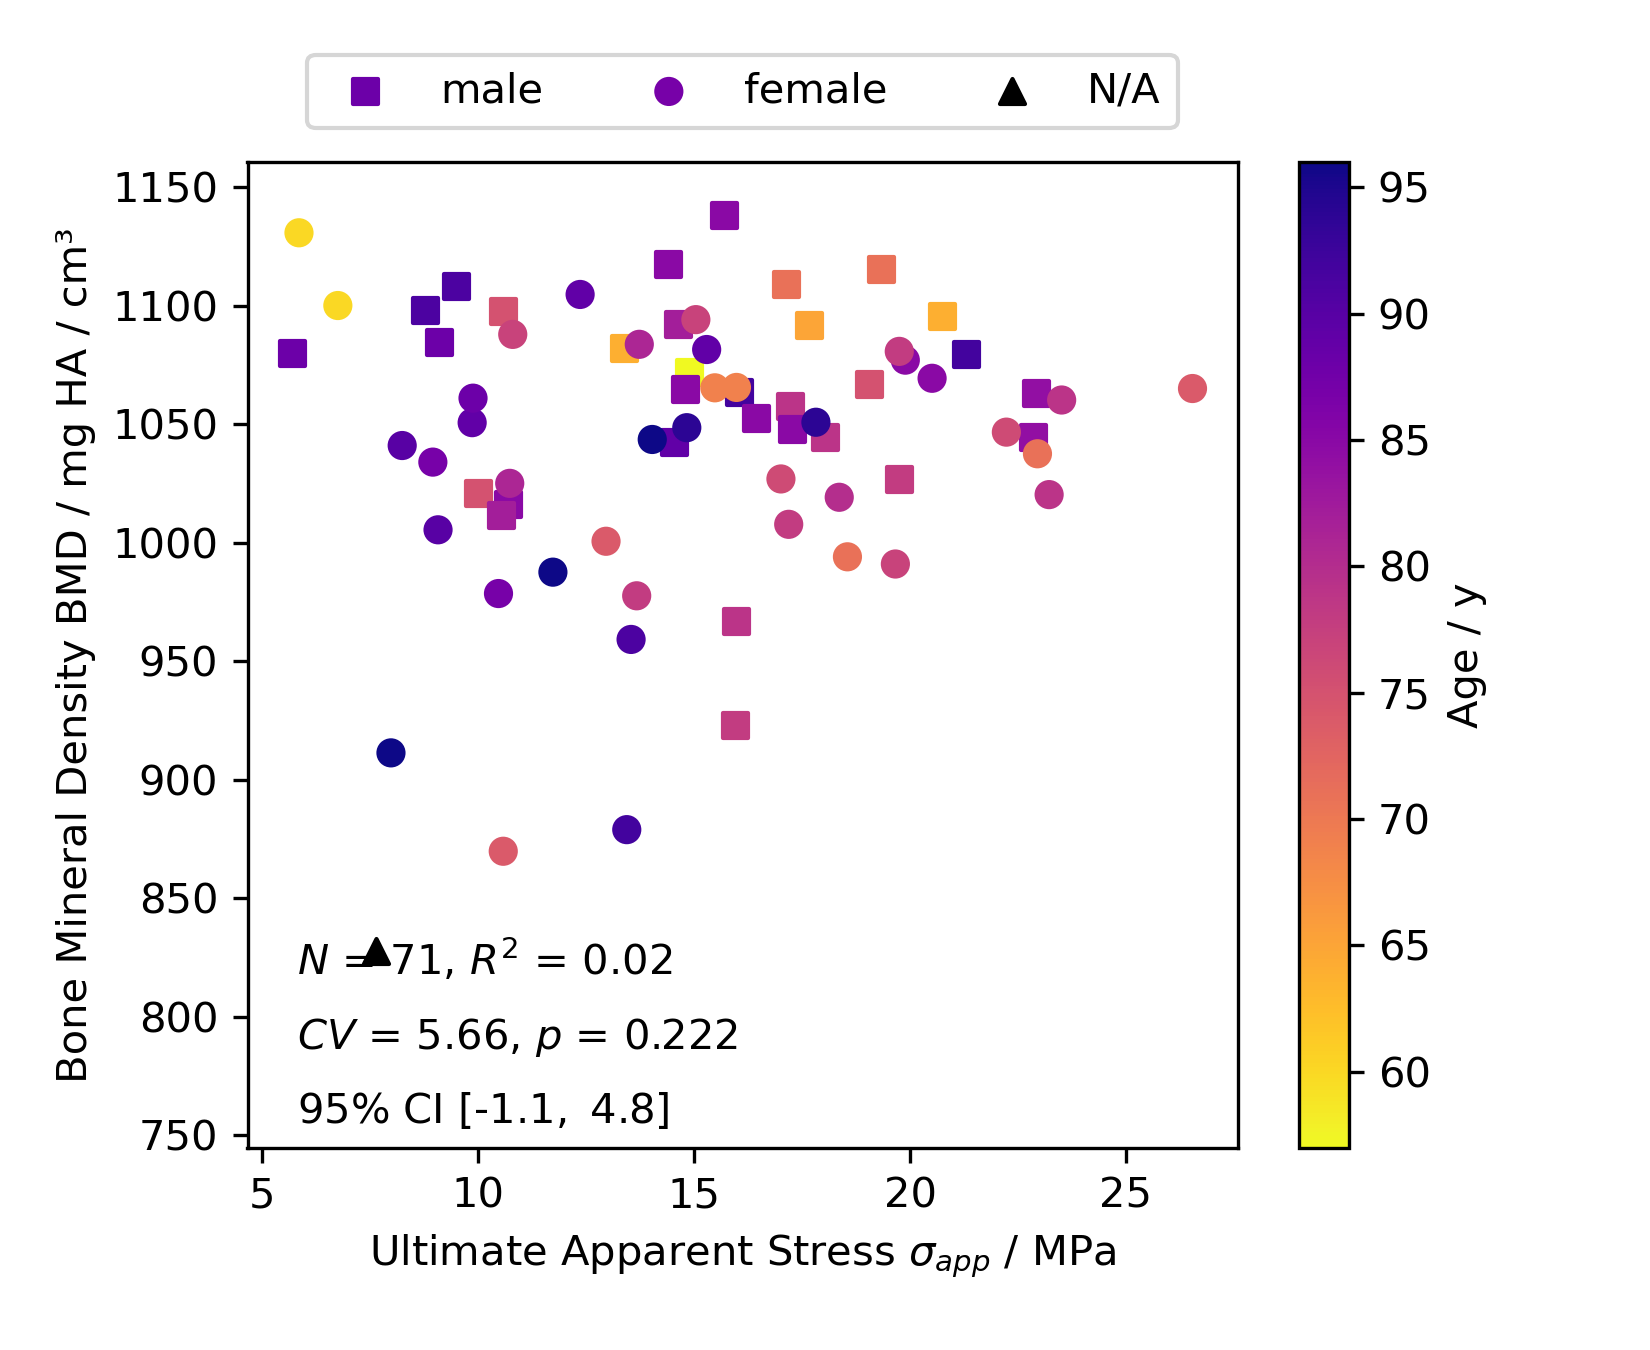 male female N/A
1150
1100
1050
1000
950
900
850
800
750
Bone Mineral Density BMD / mg HA / cm³
N = 71, R² = 0.02
CV = 5.66, p = 0.222
95% CI [-1.1, 4.8]
5 10 15 20 25
Ultimate Apparent Stress σapp / MPa
95
90
85
80
75
70
65
60
Age / y